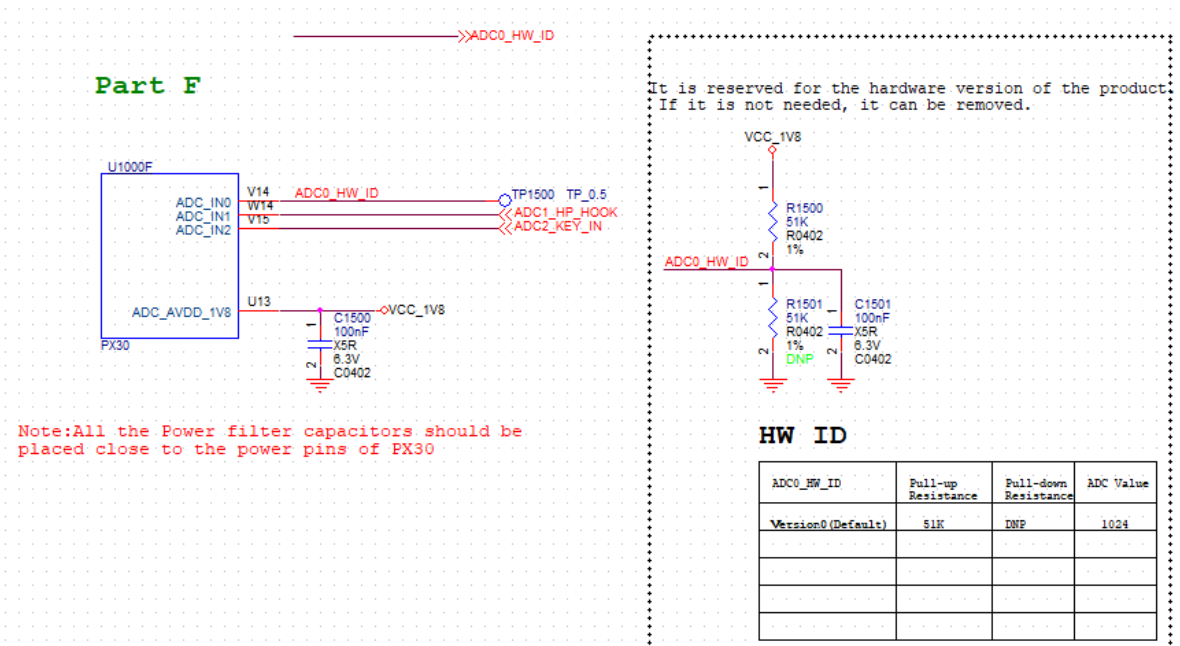 ADC0_HW_ID
Part F
It is reserved for the hardware version of the product.
If it is not needed, it can be removed.
VCC_1V8
U1000F
ADC_IN0 V14 ADC0_HW_ID TP1500 TP_0.5
ADC_IN1 W14 ADC1_HP_HOOK
ADC_IN2 V15 ADC2_KEY_IN
1
R1500
51K
R0402
1%
2
ADC0_HW_ID
ADC_AVDD_1V8 U13 VCC_1V8
PX30
1
C1500
100nF
X5R
6.3V
2
C0402
1
R1501
51K
R0402
1%
2
DNP
1
C1501
100nF
X5R
6.3V
2
C0402
Note:All the Power filter capacitors should be
placed close to the power pins of PX30
HW ID
ADC0_HW_ID Pull-up Resistance Pull-down Resistance ADC Value
Version0(Default) 51K DNP 1024